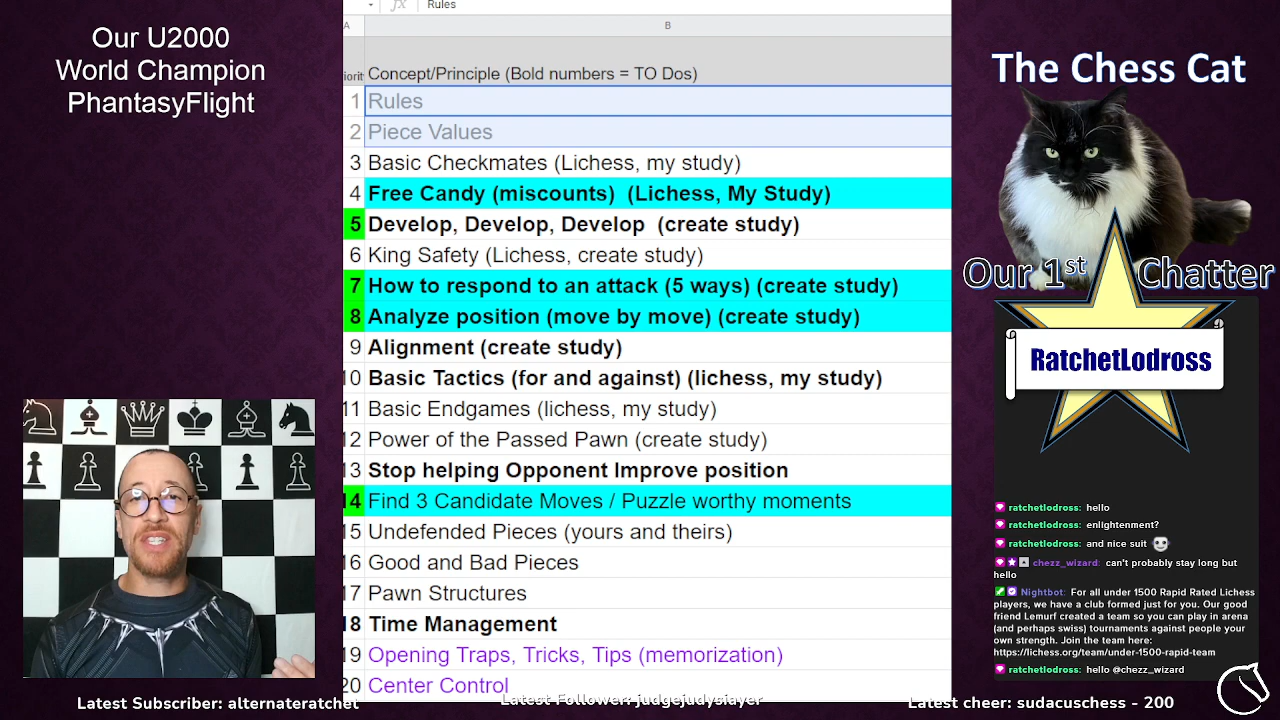 Our U2000
World Champion
PhantasyFlight
Rules
A
B
Concept/Principle (Bold numbers = TO Dos)
1 Rules
2 Piece Values
3 Basic Checkmates (Lichess, my study)
4 Free Candy (miscounts) (Lichess, My Study)
5 Develop, Develop, Develop (create study)
6 King Safety (Lichess, create study)
7 How to respond to an attack (5 ways) (create study)
8 Analyze position (move by move) (create study)
9 Alignment (create study)
10 Basic Tactics (for and against) (lichess, my study)
11 Basic Endgames (lichess, my study)
12 Power of the Passed Pawn (create study)
13 Stop helping Opponent Improve position
14 Find 3 Candidate Moves / Puzzle worthy moments
15 Undefended Pieces (yours and theirs)
16 Good and Bad Pieces
17 Pawn Structures
18 Time Management
19 Opening Traps, Tricks, Tips (memorization)
20 Center Control
The Chess Cat
Our 1st Chatter
RatchetLodross
ratchetlodross: hello
ratchetlodross: enlightenment?
ratchetlodross: and nice suit
chezz_wizard: can't probably stay long but
hello
Nightbot: For all under 1500 Rapid Rated Lichess
players, we have a club formed just for you. Our good
friend Lemurf created a team so you can play in arena
(and perhaps swiss) tournaments against people your
own strength. Join the team here:
https://lichess.org/team/under-1500-rapid-team
ratchetlodross: hello @chezz_wizard
Latest Subscriber: alternateratchet
Latest Follower: judgejudyslayer
Latest cheer: sudacuschess - 200